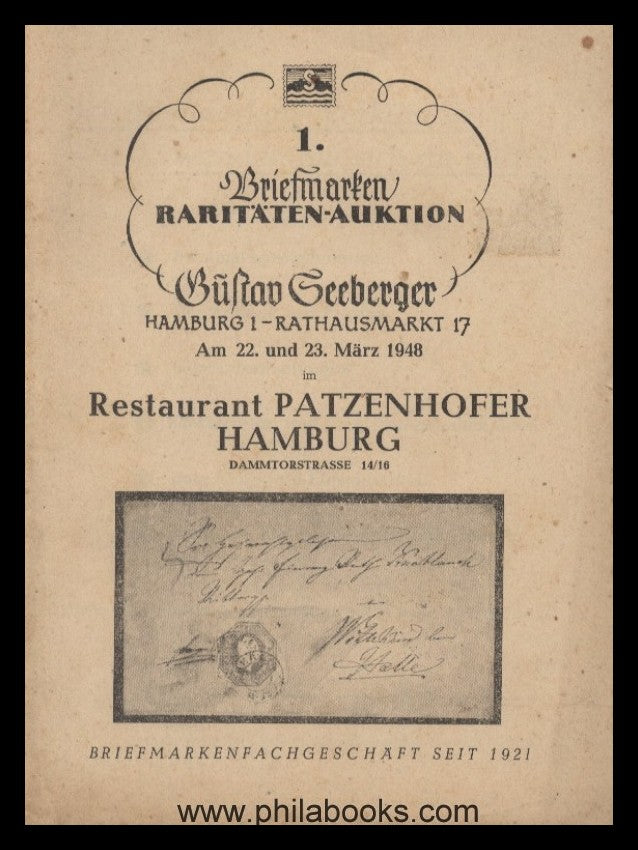 S
1.
Briefmarken
RARITÄTEN-AUKTION
Gustav Seeberger
HAMBURG 1 – RATHAUSMARKT 17
Am 22. und 23. März 1948
im
Restaurant PATZENHOFER
HAMBURG
DAMMTORSTRASSE 14/16
Halle
BRIEFMARKENFACHGESCHÄFT SEIT 1921
www.philabooks.com